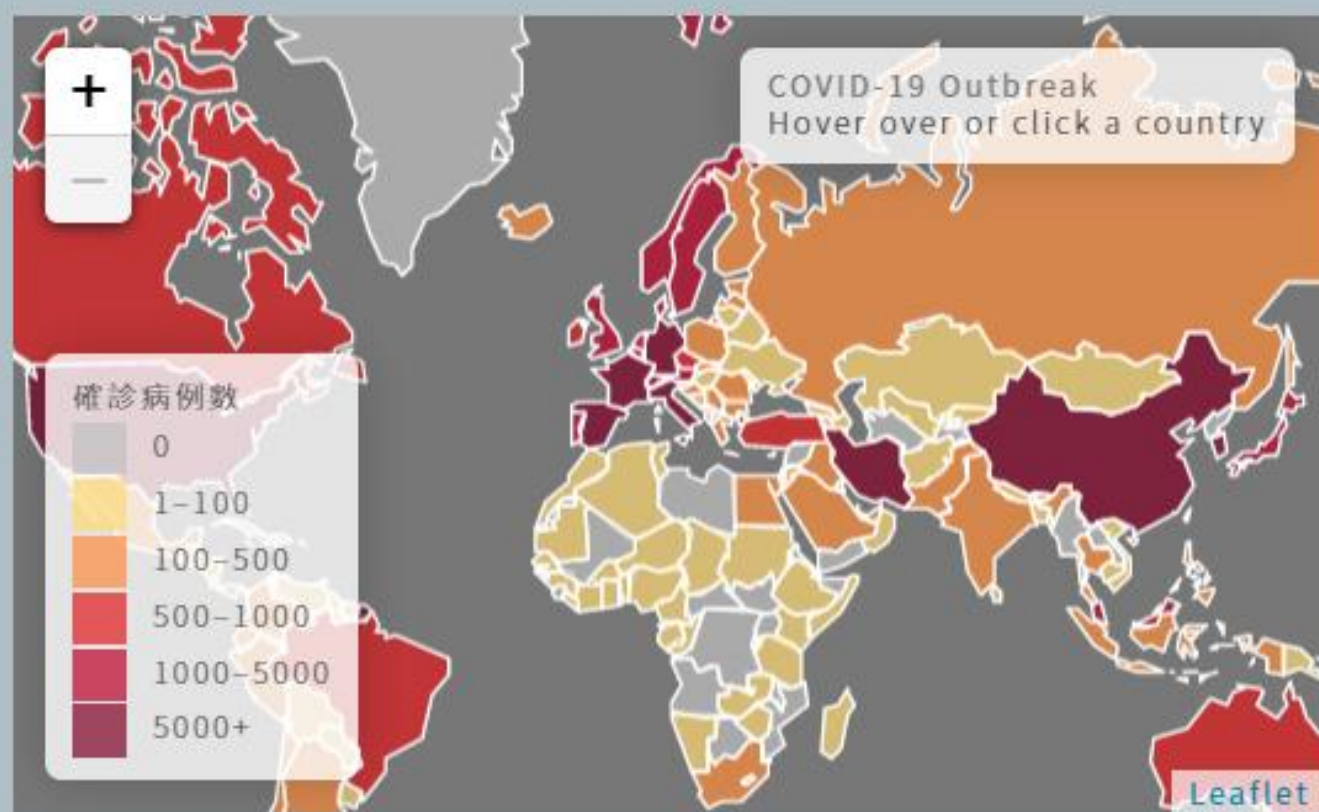 +
−
COVID-19 Outbreak
Hover over or click a country
確診病例數
0
1–100
100–500
500–1000
1000–5000
5000+
Leaflet